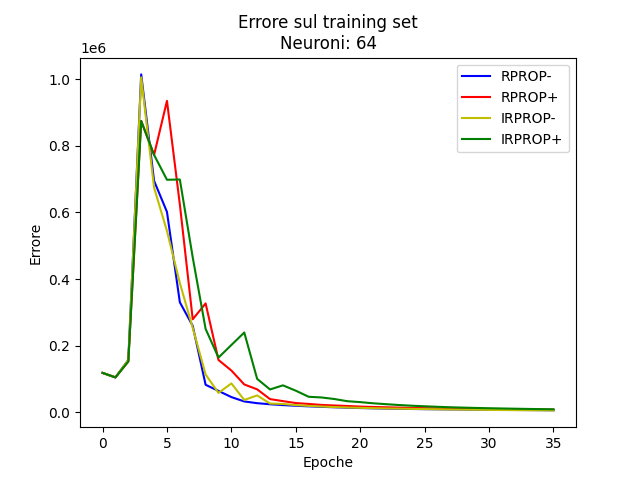 Errore sul training set
Neuroni: 64
1e6
1.0
0.8
0.6
0.4
0.2
0.0
Errore
0 5 10 15 20 25 30 35
Epoche
RPROP-
RPROP+
IRPROP-
IRPROP+